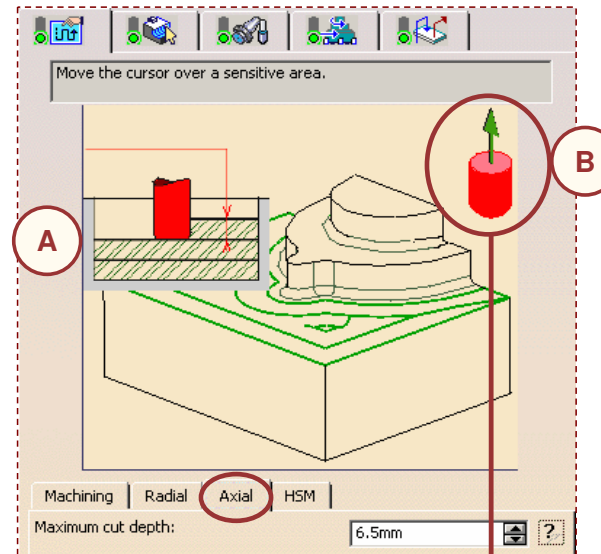 Move the cursor over a sensitive area.
B
A
Machining Radial Axial HSM
Maximum cut depth: 6.5mm ?